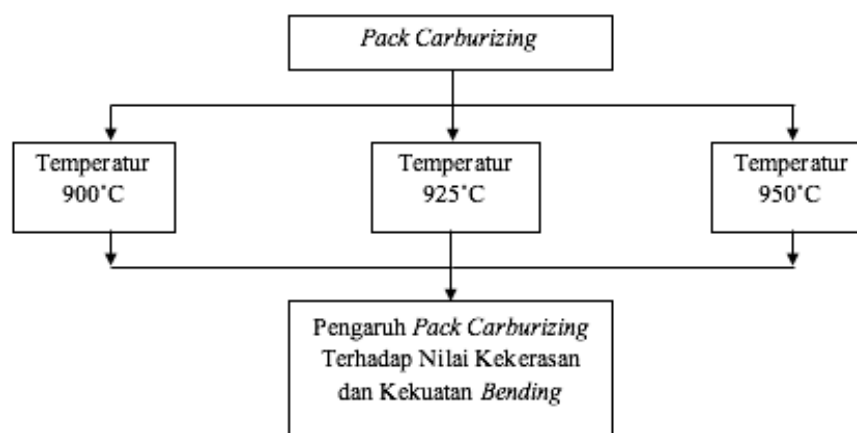 Pack Carburizing
Temperatur
900˚C
Temperatur
925˚C
Temperatur
950˚C
Pengaruh Pack Carburizing
Terhadap Nilai Kekerasan
dan Kekuatan Bending